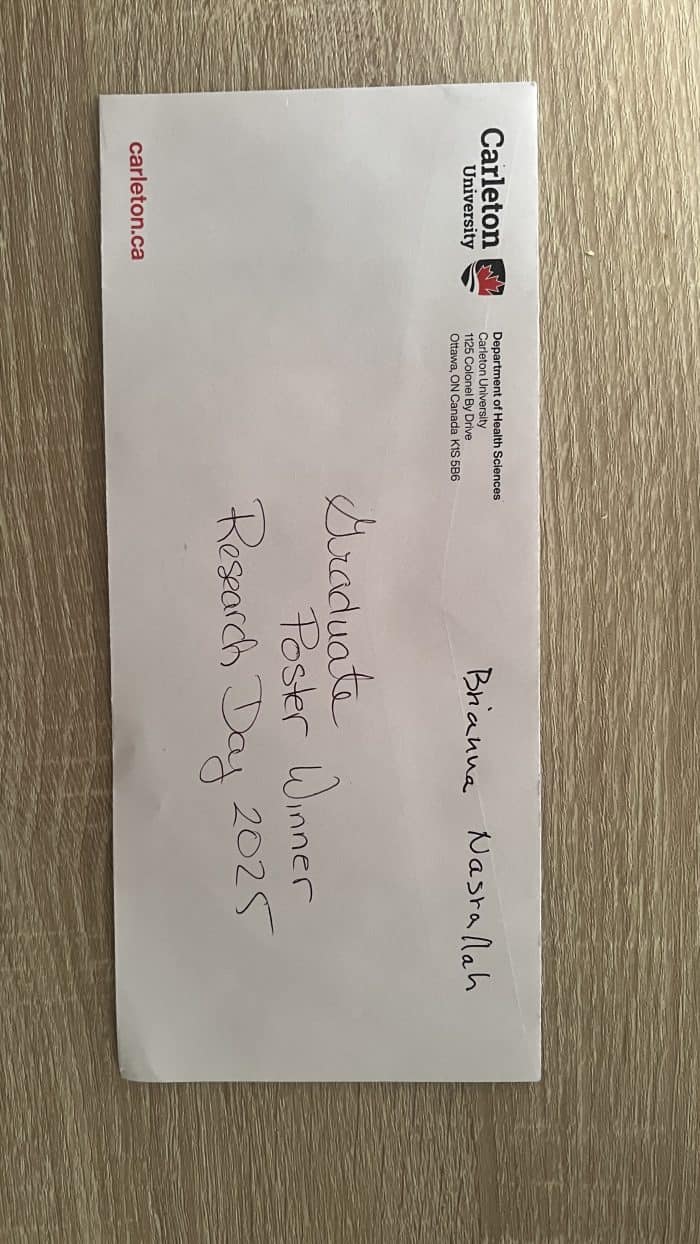 Carleton
University
Department of Health Sciences
Carleton University
1125 Colonel By Drive
Ottawa, ON Canada K1S 5B6
Brianna Nasrallah
Graduate
Poster Winner
Research Day 2025
carleton.ca